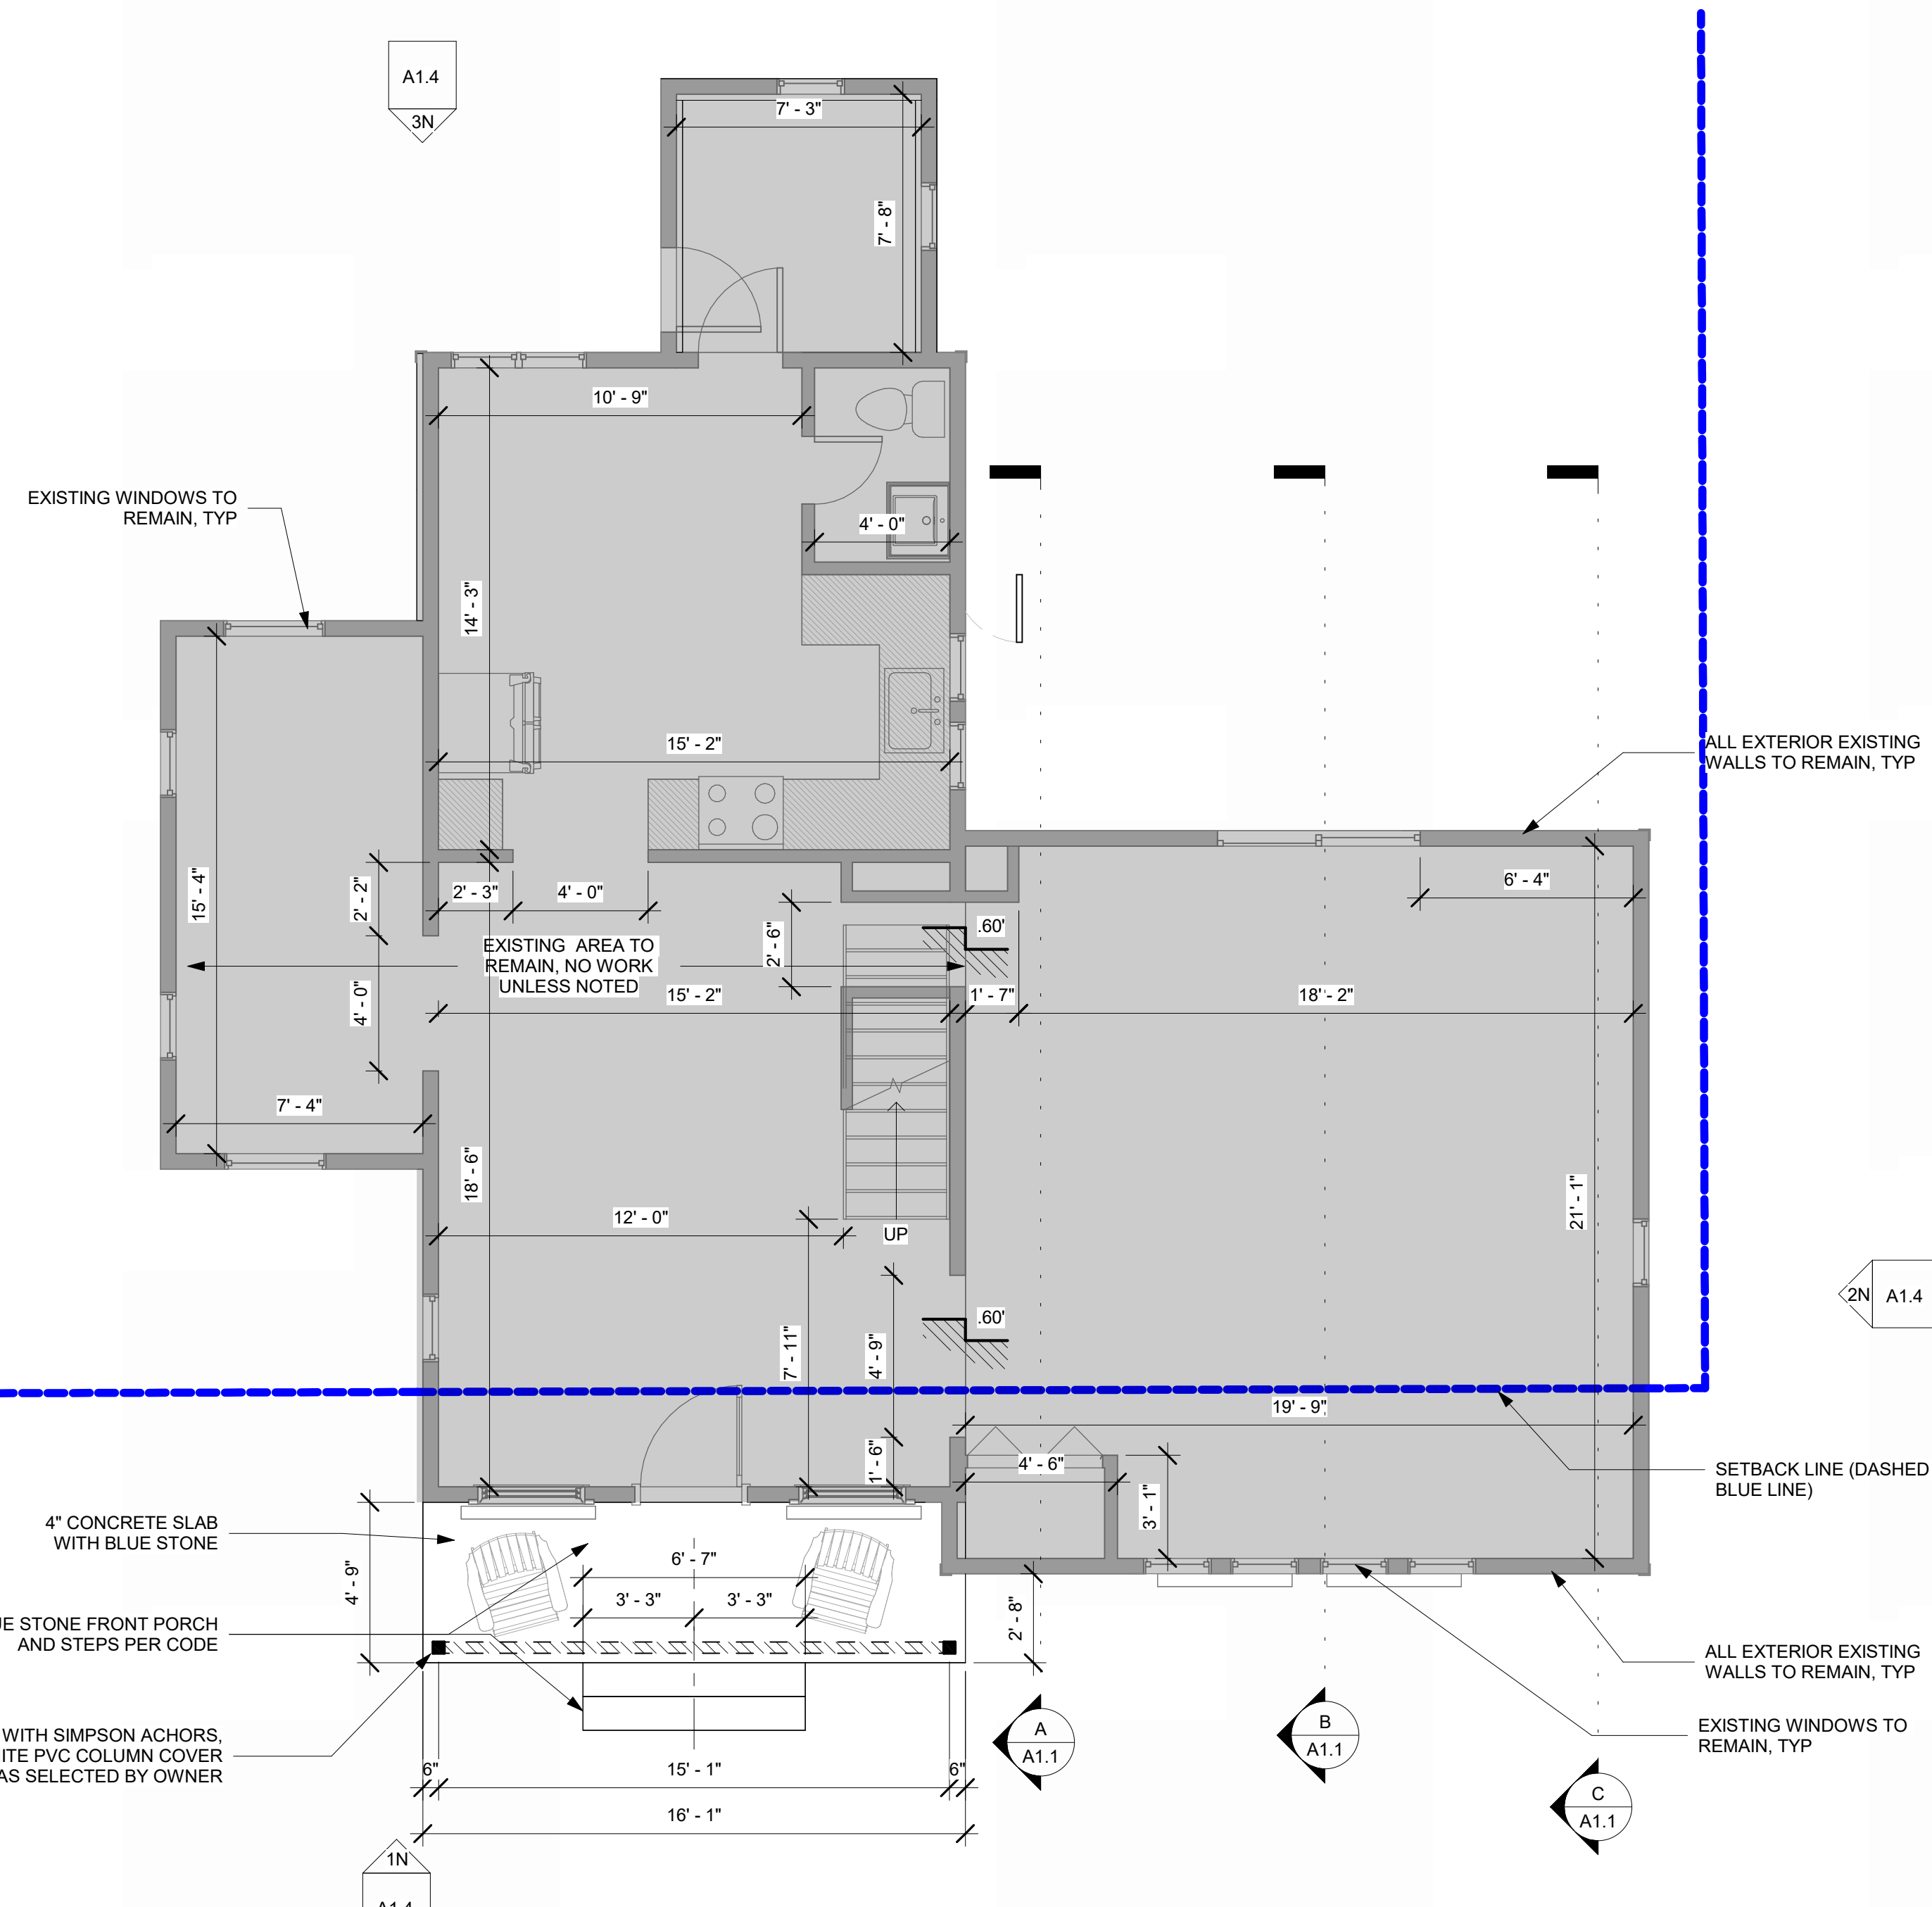 A1.4
3N
7' - 3"
7' - 8"
10' - 9"
EXISTING WINDOWS TO
REMAIN, TYP
4' - 0"
14' - 3"
15' - 2"
ALL EXTERIOR EXISTING
WALLS TO REMAIN, TYP
15' - 4"
2' - 2"
2' - 3"
4' - 0"
6' - 4"
2' - 6"
.60'
EXISTING AREA TO
REMAIN, NO WORK
UNLESS NOTED
4' - 0"
15' - 2"
1' - 7"
18' - 2"
7' - 4"
18' - 6"
12' - 0"
UP
21' - 1"
2N
A1.4
.60'
7' - 11"
4' - 9"
19' - 9"
1' - 6"
4' - 6"
SETBACK LINE (DASHED
BLUE LINE)
3' - 1"
4" CONCRETE SLAB
WITH BLUE STONE
4' - 9"
6' - 7"
3' - 3"
3' - 3"
2' - 8"
STONE FRONT PORCH
AND STEPS PER CODE
ALL EXTERIOR EXISTING
WALLS TO REMAIN, TYP
WITH SIMPSON ACHORS,
PVC COLUMN COVER
AS SELECTED BY OWNER
A
A1.1
B
A1.1
EXISTING WINDOWS TO
REMAIN, TYP
6"
15' - 1"
6"
C
A1.1
16' - 1"
1N
A1.4